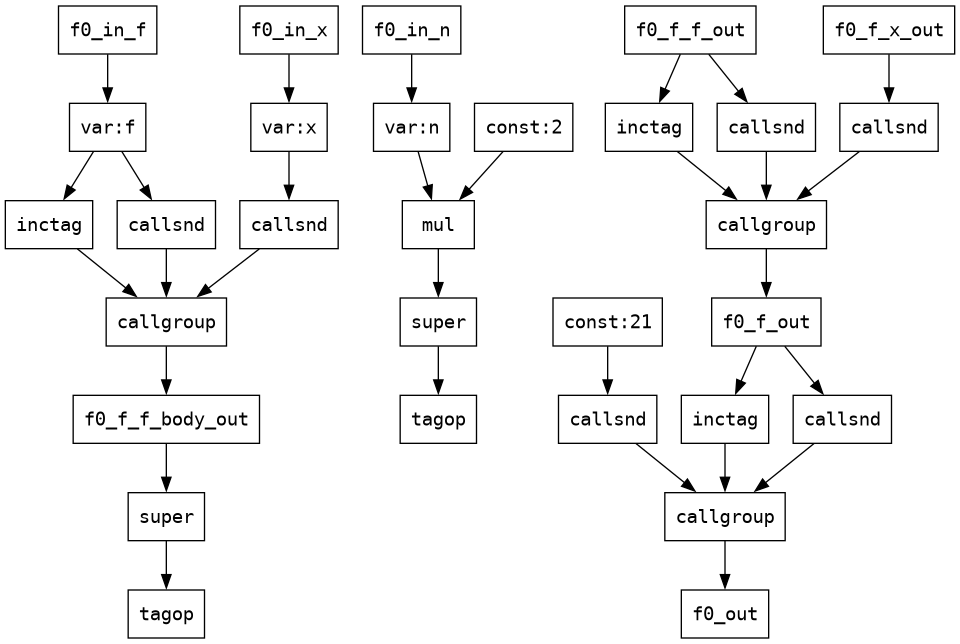 f0_in_f
f0_in_x
f0_in_n
f0_f_f_out
f0_f_x_out
var:f
var:x
var:n
const:2
inctag
callsnd
callsnd
inctag
callsnd
callsnd
mul
callgroup
callgroup
super
const:21
f0_f_out
f0_f_f_body_out
tagop
callsnd
inctag
callsnd
super
callgroup
tagop
f0_out